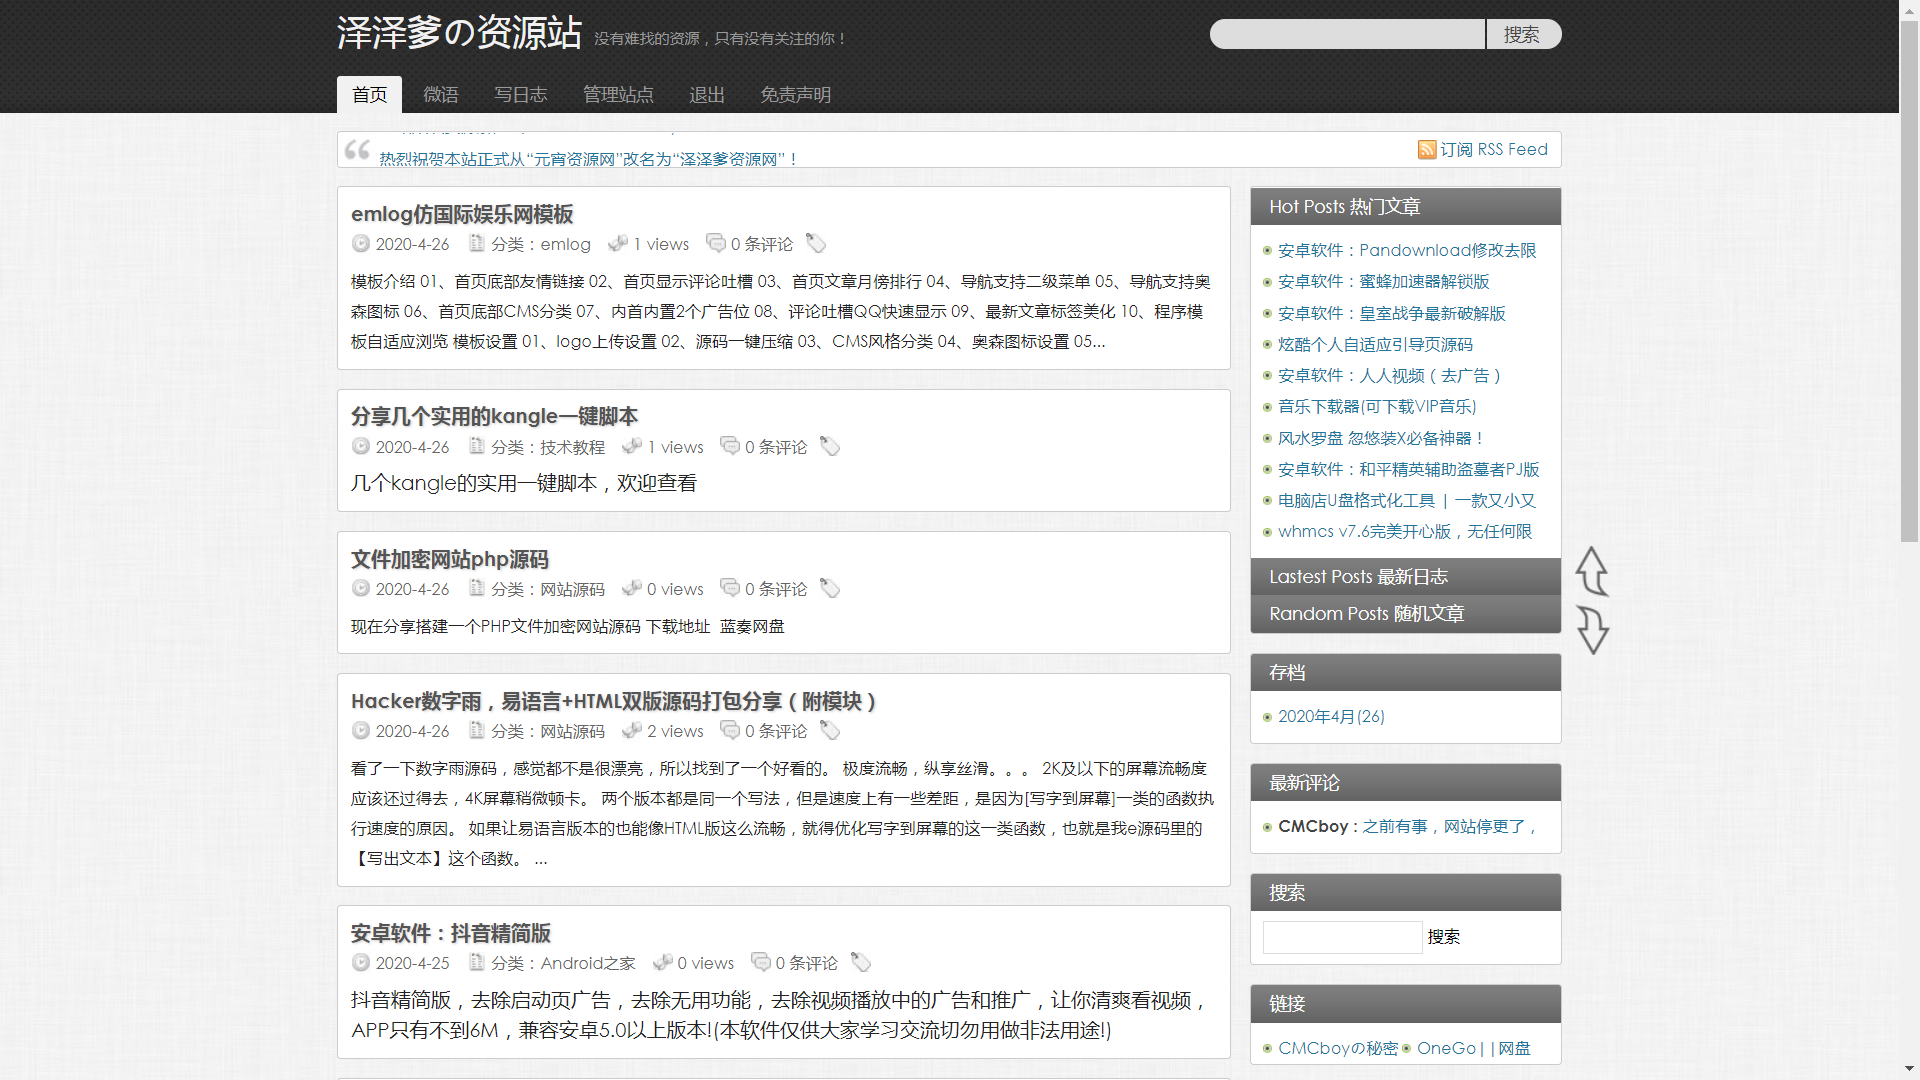 泽泽爹の资源站 没有难找的资源，只有没有关注的你！
搜索
首页 微语 写日志 管理站点 退出 免责声明
热烈祝贺本站正式从“元宵资源网”改名为“泽泽爹资源网”！
订阅 RSS Feed
emlog仿国际娱乐网模板
2020-4-26 分类：emlog 1 views 0 条评论
模板介绍 01、首页底部友情链接 02、首页显示评论吐槽 03、首页文章月傍排行 04、导航支持二级菜单 05、导航支持奥
森图标 06、首页底部CMS分类 07、内首内置2个广告位 08、评论吐槽QQ快速显示 09、最新文章标签美化 10、程序模
板自适应浏览 模板设置 01、logo上传设置 02、源码一键压缩 03、CMS风格分类 04、奥森图标设置 05...
分享几个实用的kangle一键脚本
2020-4-26 分类：技术教程 1 views 0 条评论
几个kangle的实用一键脚本，欢迎查看
文件加密网站php源码
2020-4-26 分类：网站源码 0 views 0 条评论
现在分享搭建一个PHP文件加密网站源码 下载地址 蓝奏网盘
Hacker数字雨，易语言+HTML双版源码打包分享（附模块）
2020-4-26 分类：网站源码 2 views 0 条评论
看了一下数字雨源码，感觉都不是很漂亮，所以找到了一个好看的。 极度流畅，纵享丝滑。。。 2K及以下的屏幕流畅度
应该还过得去，4K屏幕稍微顿卡。 两个版本都是同一个写法，但是速度上有一些差距，是因为[写字到屏幕]一类的函数执
行速度的原因。 如果让易语言版本的也能像HTML版这么流畅，就得优化写字到屏幕的这一类函数，也就是我e源码里的
【写出文本】这个函数。 ...
安卓软件：抖音精简版
2020-4-25 分类：Android之家 0 views 0 条评论
抖音精简版，去除启动页广告，去除无用功能，去除视频播放中的广告和推广，让你清爽看视频，
APP只有不到6M，兼容安卓5.0以上版本!(本软件仅供大家学习交流切勿用做非法用途!)
Hot Posts 热门文章
安卓软件：Pandownload修改去限
安卓软件：蜜蜂加速器解锁版
安卓软件：皇室战争最新破解版
炫酷个人自适应引导页源码
安卓软件：人人视频（去广告）
音乐下载器(可下载VIP音乐)
风水罗盘 忽悠装X必备神器！
安卓软件：和平精英辅助盗墓者PJ版
电脑店U盘格式化工具 | 一款又小又
whmcs v7.6完美开心版，无任何限
Lastest Posts 最新日志
Random Posts 随机文章
存档
2020年4月(26)
最新评论
CMCboy：之前有事，网站停更了，
搜索
搜索
链接
CMCboyの秘密 OneGo||网盘